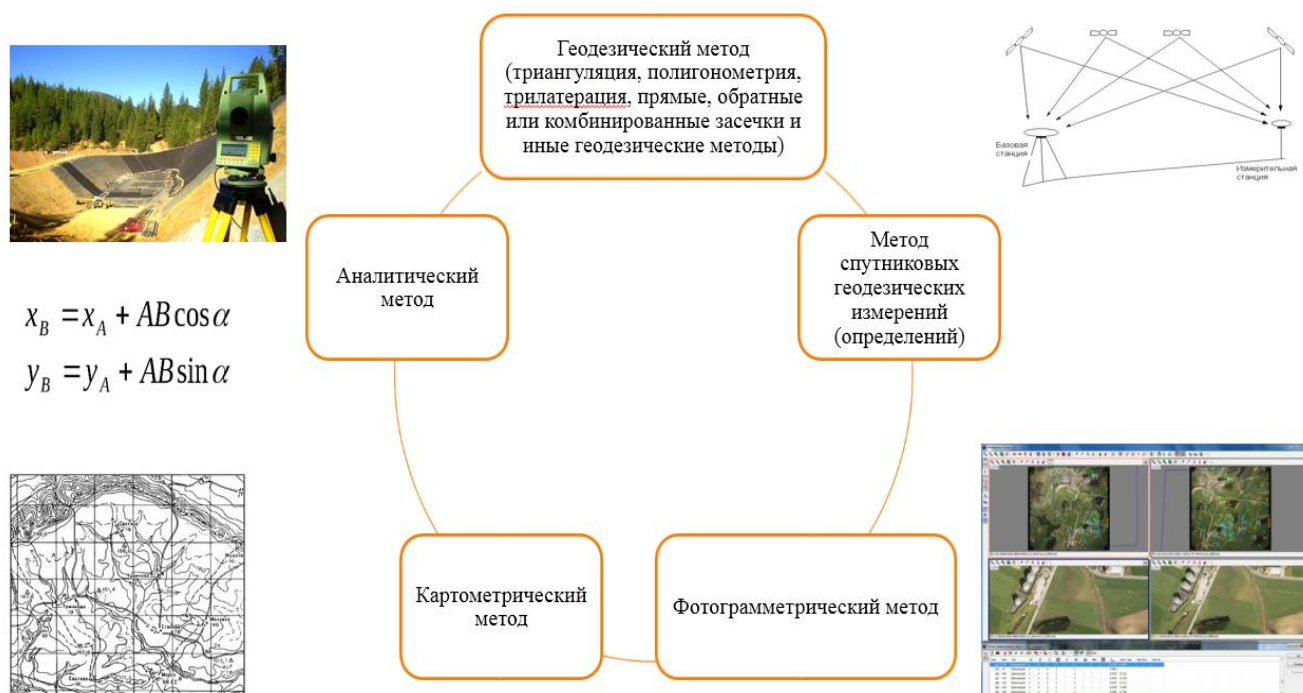 Геодезический метод
(триангуляция, полигонометрия,
трилатерация, прямые, обратные
или комбинированные засечки и
иные геодезические методы)
Базовая
станция
Измерительная
станция
Аналитический
метод
Метод
спутниковых
геодезических
измерений
(определений)
x_B = x_A + AB cos α
y_B = y_A + AB sin α
Картометрический
метод
Фотограмметрический метод